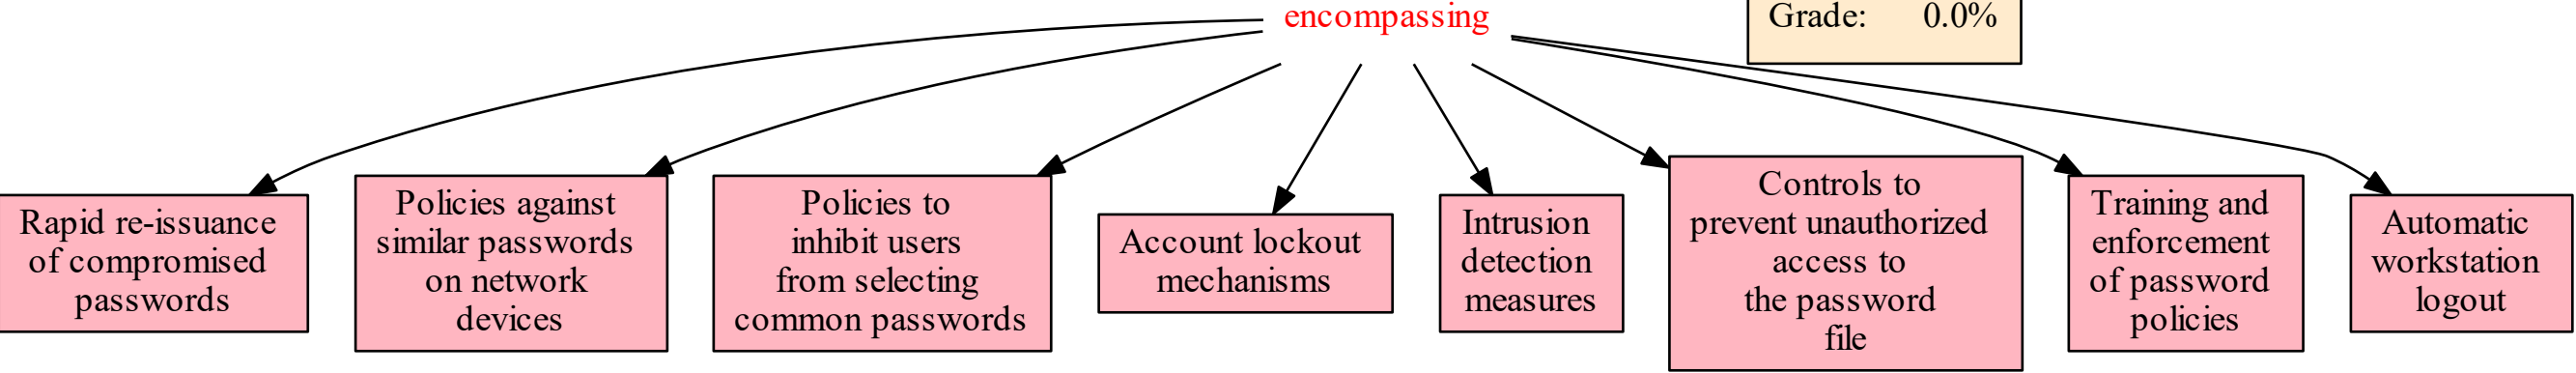 encompassing
Grade: 0.0%
Rapid re-issuance
of compromised
passwords
Policies against
similar passwords
on network
devices
Policies to
inhibit users
from selecting
common passwords
Account lockout
mechanisms
Intrusion
detection
measures
Controls to
prevent unauthorized
access to
the password
file
Training and
enforcement
of password
policies
Automatic
workstation
logout